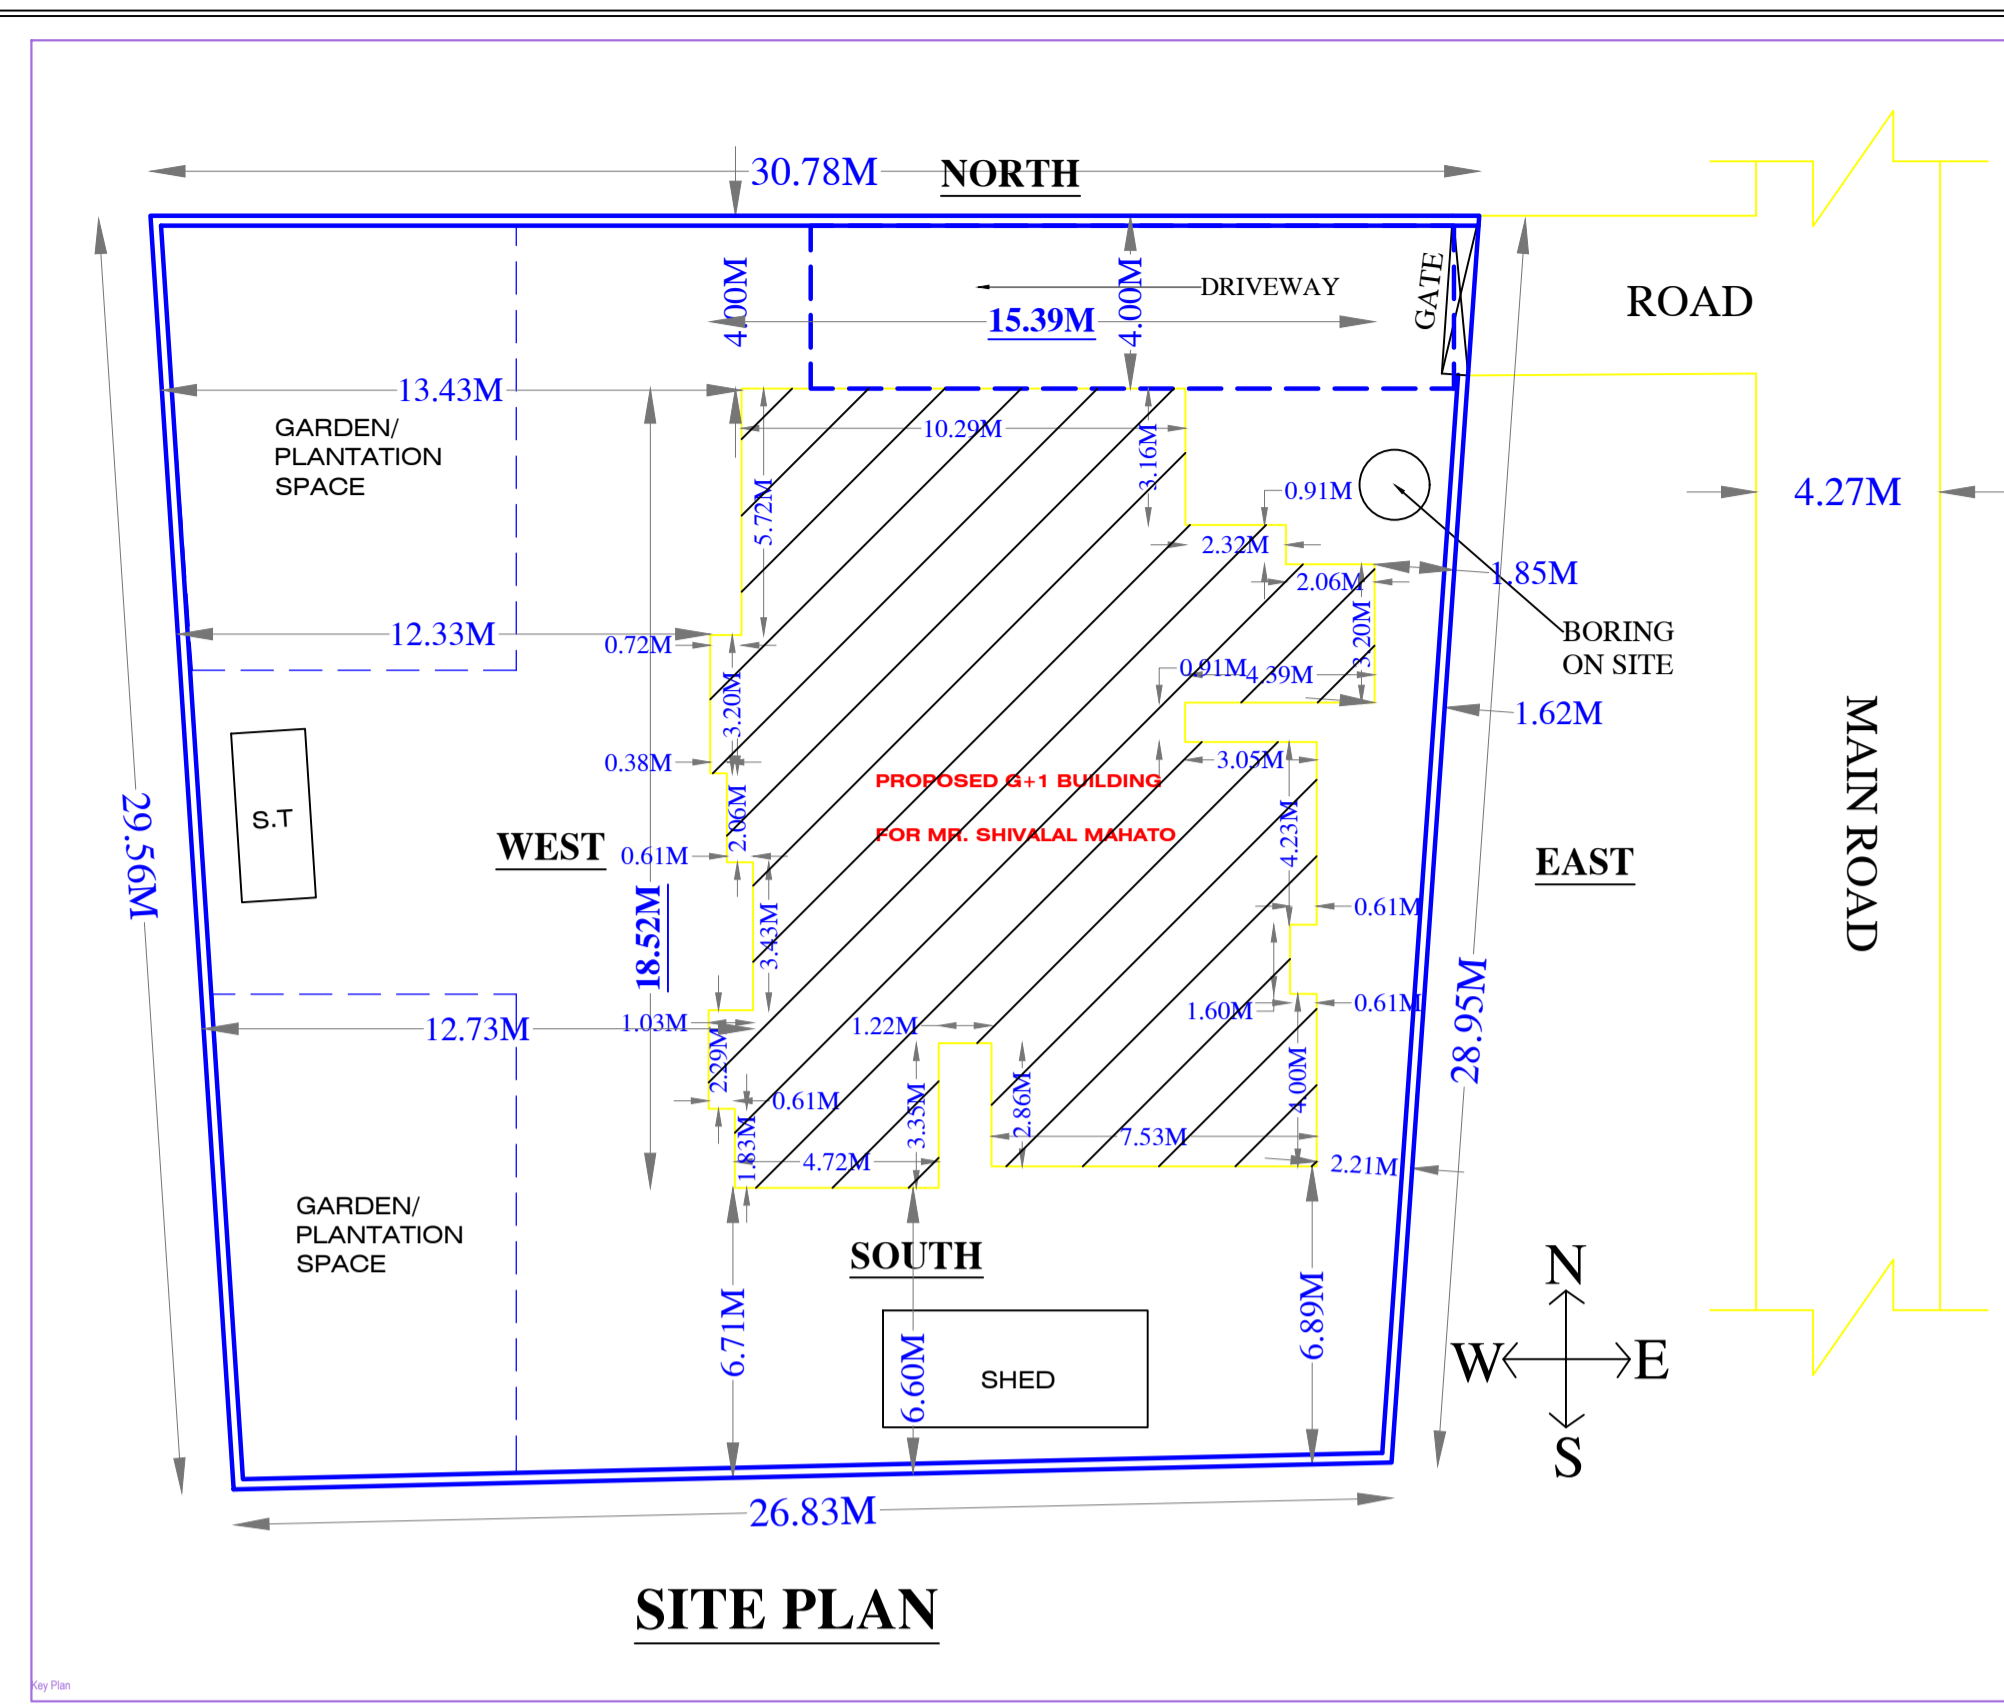 30.78M
NORTH
4.00M
4.00M
DRIVEWAY
GATE
ROAD
15.39M
13.43M
GARDEN/
PLANTATION
SPACE
10.29M
3.16M
5.72M
0.91M
4.27M
2.32M
2.06M
1.85M
12.33M
0.72M
3.20M
BORING
ON SITE
0.91M
4.39M
3.20M
1.62M
0.38M
3.05M
PROPOSED G+1 BUILDING
FOR MR. SHIVALAL MAHATO
MAIN ROAD
S.T
29.56M
WEST
2.06M
0.61M
4.23M
EAST
18.52M
3.43M
0.61M
12.73M
1.03M
1.22M
1.60M
0.61M
28.95M
2.29M
0.61M
3.35M
2.86M
4.00M
1.83M
4.72M
7.53M
2.21M
GARDEN/
PLANTATION
SPACE
SOUTH
6.71M
6.60M
6.89M
SHED
N
W
E
S
26.83M
SITE PLAN
Key Plan